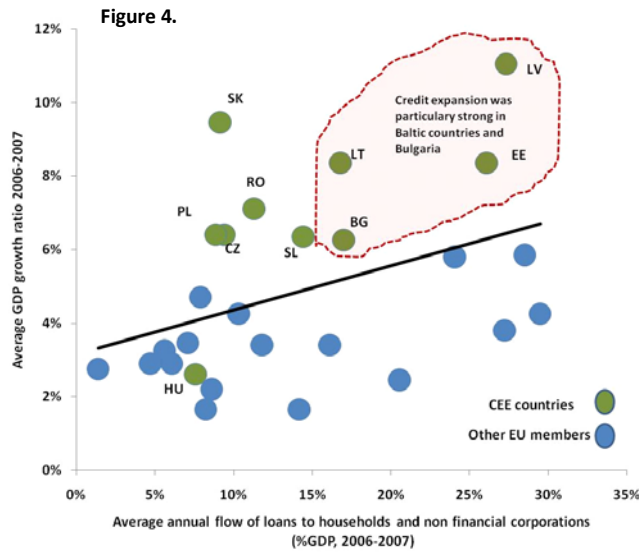 Figure 4.
12%
10%
8%
6%
4%
2%
0%
Average GDP growth ratio 2006-2007
LV
SK
Credit expansion was
particulary strong in
Baltic countries and
Bulgaria
LT
EE
RO
PL
CZ
SL
BG
HU
CEE countries
Other EU members
0% 5% 10% 15% 20% 25% 30% 35%
Average annual flow of loans to households and non financial corporations
(%GDP, 2006-2007)